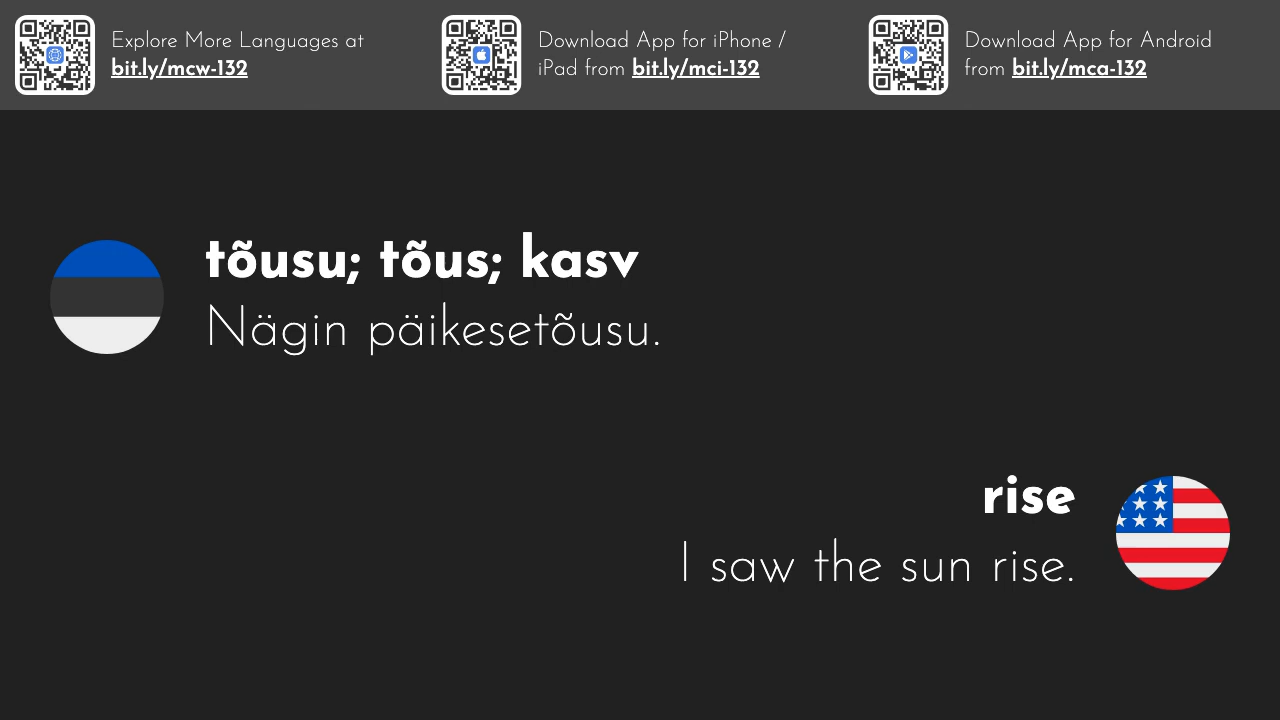 Explore More Languages at
bit.ly/mcw-132
Download App for iPhone /
iPad from bit.ly/mci-132
Download App for Android
from bit.ly/mca-132
tõusu; tõus; kasv
Nägin päikesetõusu.
rise
I saw the sun rise.